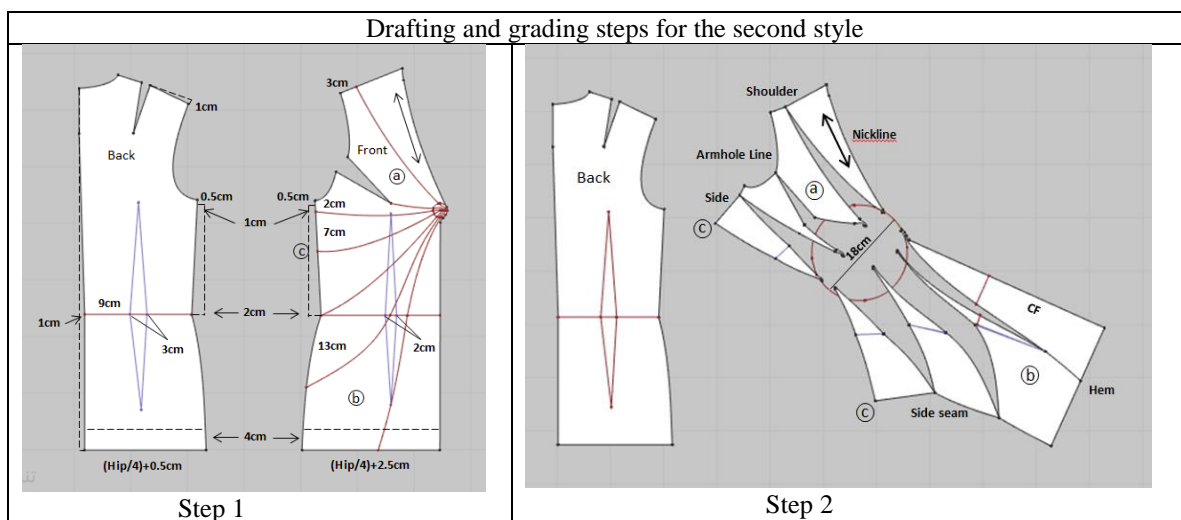 Drafting and grading steps for the second style
3cm
1cm
Back
Front
a
0.5cm
0.5cm
2cm
1cm
7cm
c
9cm
1cm
2cm
3cm
13cm
2cm
b
4cm
(Hip/4)+0.5cm
(Hip/4)+2.5cm
Step 1
Shoulder
Nickline
Armhole Line
Back
a
Side
c
18cm
CF
b
Hem
c
Side seam
Step 2